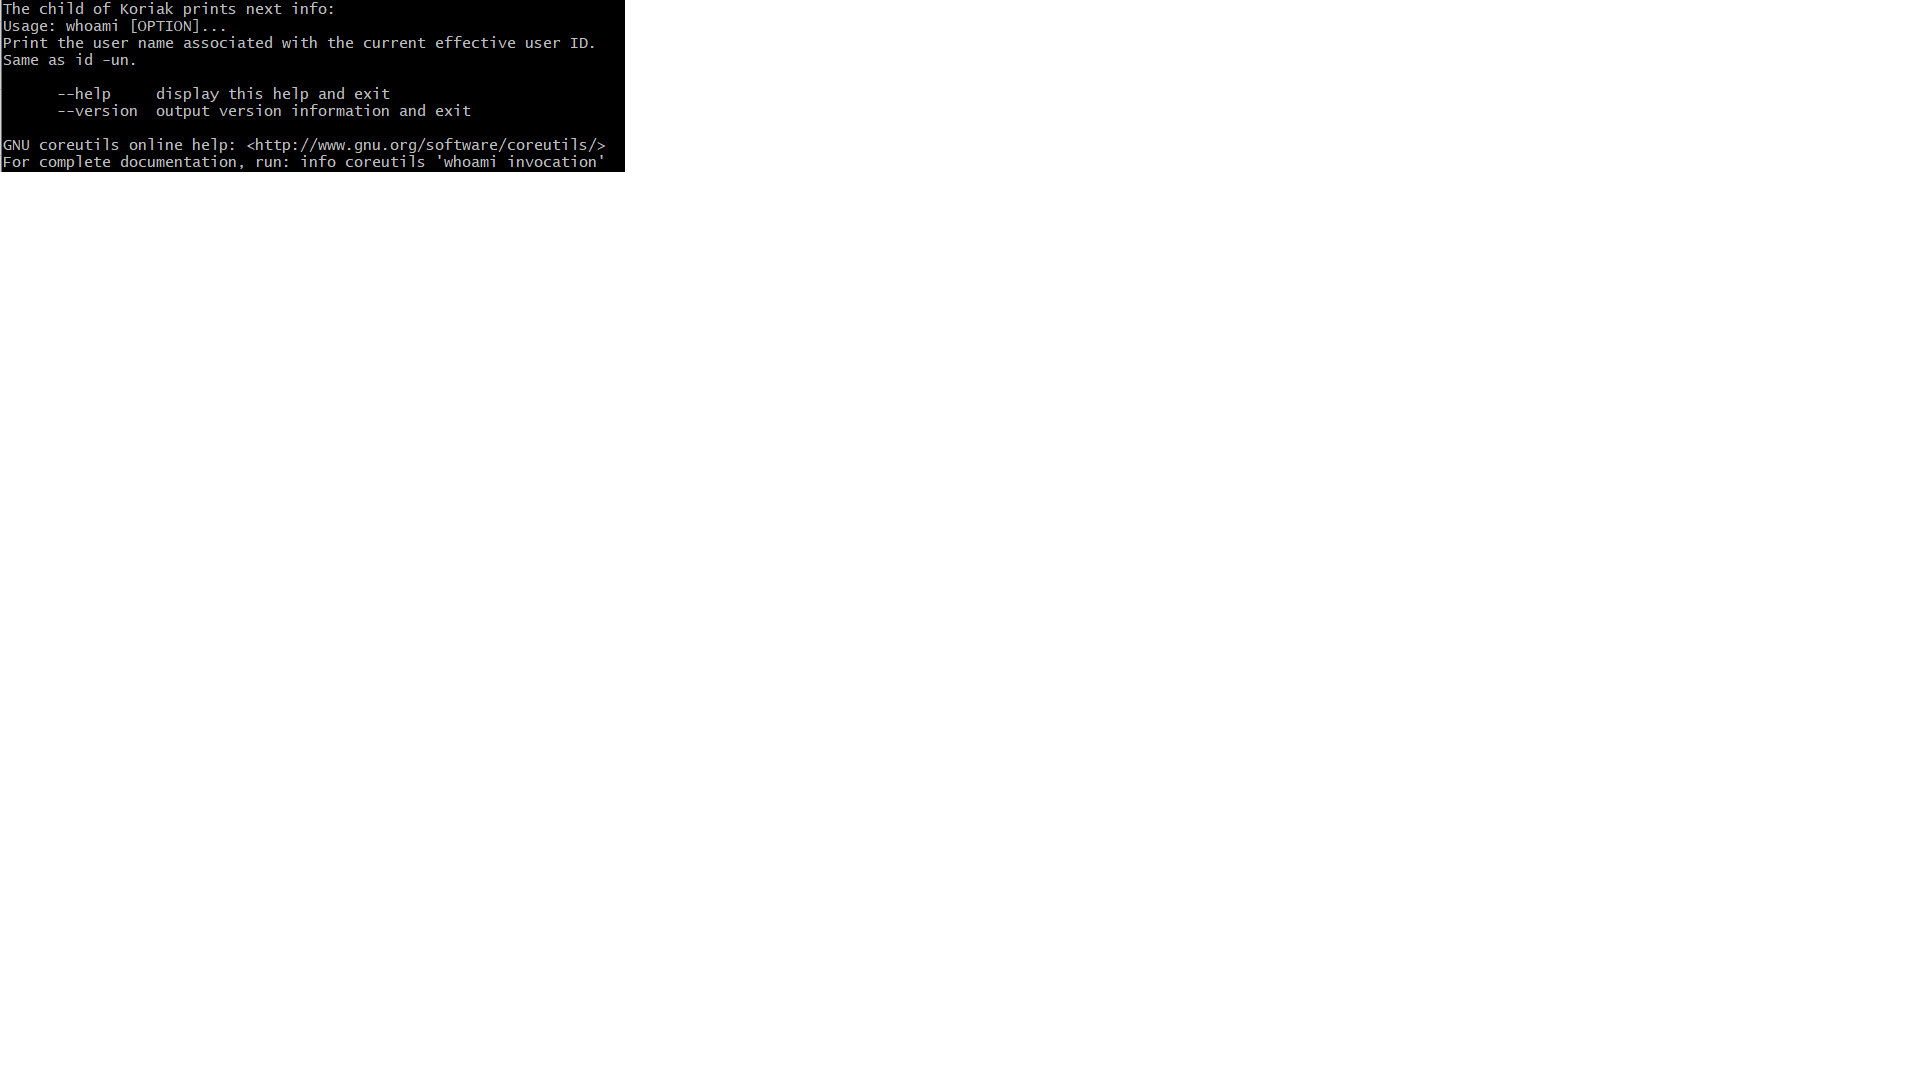 The child of Koriak prints next info:
Usage: whoami [OPTION]...
Print the user name associated with the current effective user ID.
Same as id -un.
--help     display this help and exit
--version  output version information and exit
GNU coreutils online help: <http://www.gnu.org/software/coreutils/>
For complete documentation, run: info coreutils 'whoami invocation'